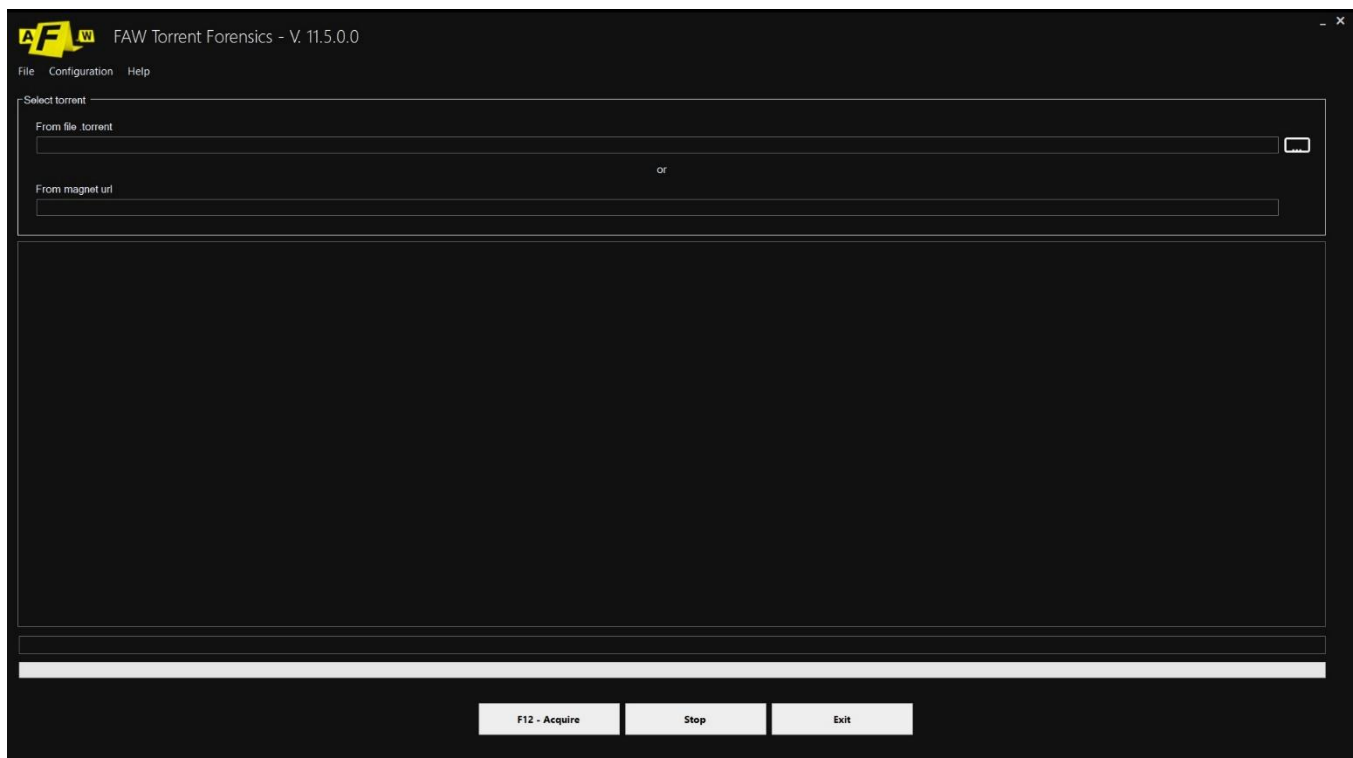 AFAW FAW Torrent Forensics - V. 11.5.0.0
File Configuration Help
Select torrent
From file .torrent
...
or
From magnet url
F12 - Acquire Stop Exit